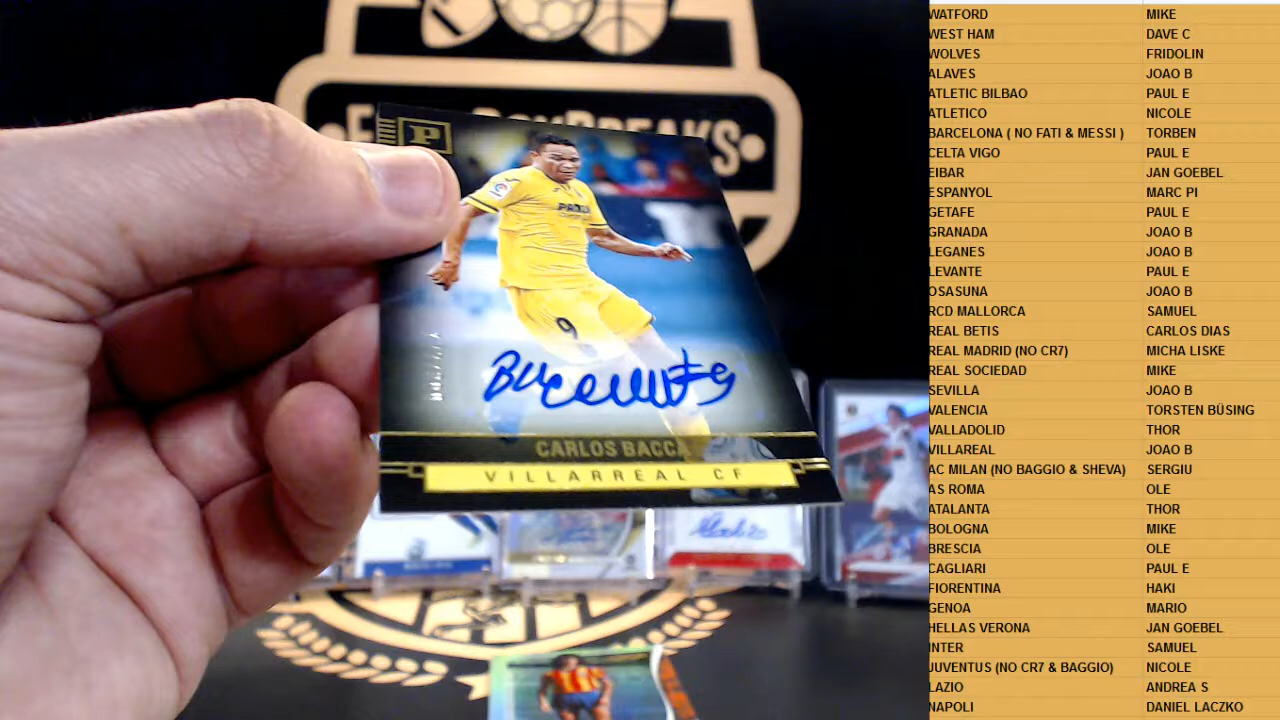 P
PAMESA
9
CARLOS BACCA
VILLARREAL CF
WATFORD MIKE
WEST HAM DAVE C
WOLVES FRIDOLIN
ALAVES JOAO B
ATLETIC BILBAO PAUL E
ATLETICO NICOLE
BARCELONA ( NO FATI & MESSI ) TORBEN
CELTA VIGO PAUL E
EIBAR JAN GOEBEL
ESPANYOL MARC PI
GETAFE PAUL E
GRANADA JOAO B
LEGANES JOAO B
LEVANTE PAUL E
OSASUNA JOAO B
RCD MALLORCA SAMUEL
REAL BETIS CARLOS DIAS
REAL MADRID (NO CR7) MICHA LISKE
REAL SOCIEDAD MIKE
SEVILLA JOAO B
VALENCIA TORSTEN BÜSING
VALLADOLID THOR
VILLAREAL JOAO B
AC MILAN (NO BAGGIO & SHEVA) SERGIU
AS ROMA OLE
ATALANTA THOR
BOLOGNA MIKE
BRESCIA OLE
CAGLIARI PAUL E
FIORENTINA HAKI
GENOA MARIO
HELLAS VERONA JAN GOEBEL
INTER SAMUEL
JUVENTUS (NO CR7 & BAGGIO) NICOLE
LAZIO ANDREA S
NAPOLI DANIEL LACZKO